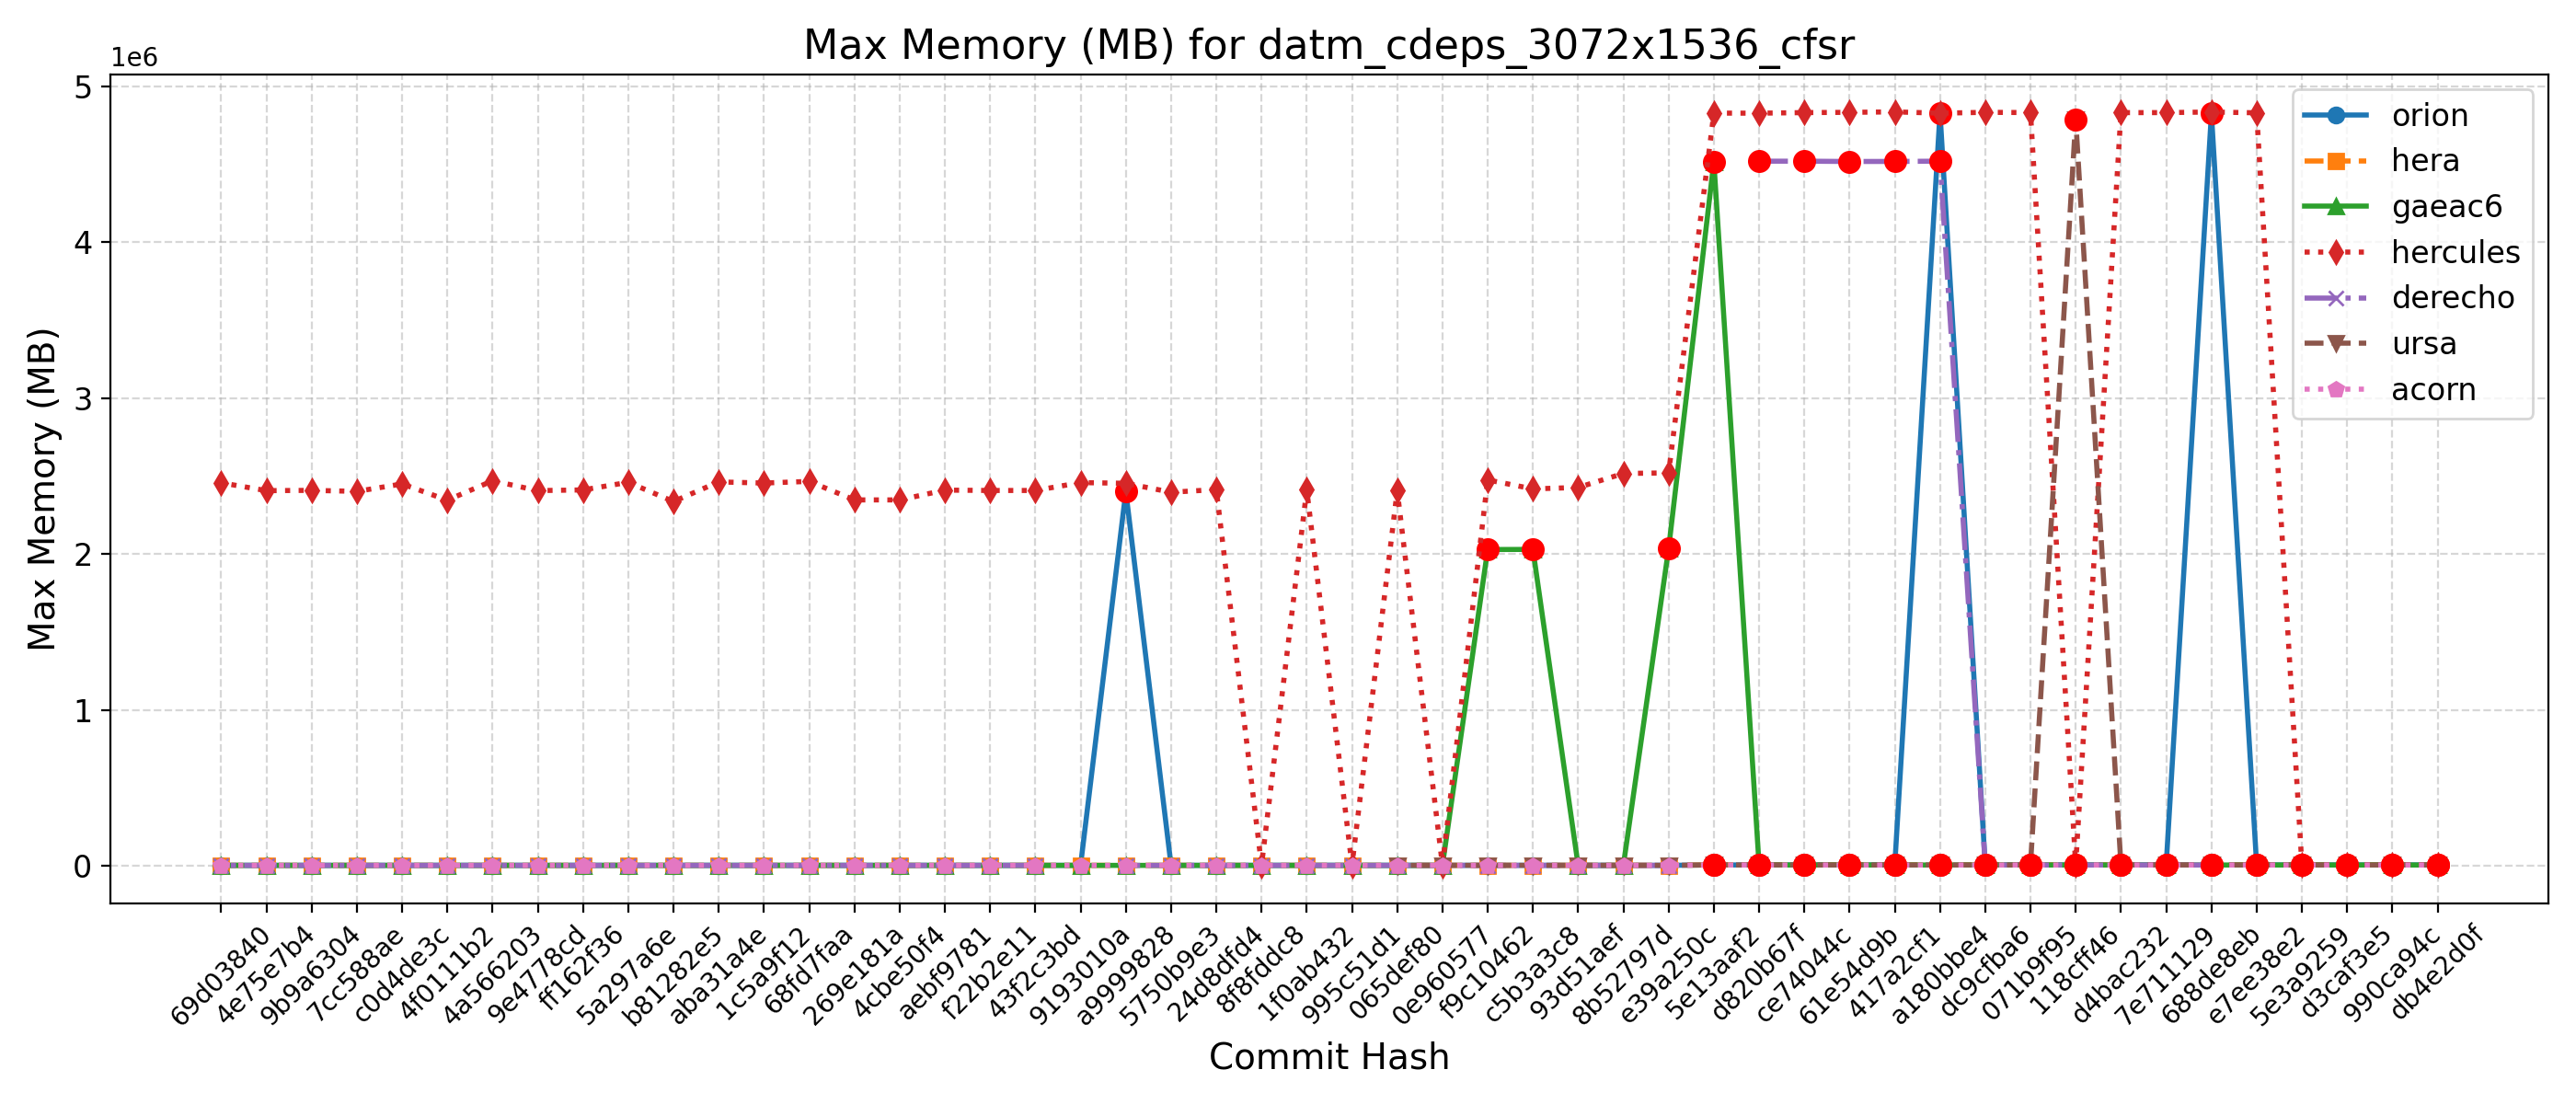 Max Memory (MB) for datm_cdeps_3072x1536_cfsr
1e6
5
4
3
2
1
0
Max Memory (MB)
orion
hera
gaeac6
hercules
derecho
ursa
acorn
69d03840
4e75e7b4
9b9a6304
7cc588ae
c0d4de3c
4f0111b2
4a566203
9e4778cd
ff162f36
5a297a6e
b81282e5
aba31a4e
1c5a9f12
68fd7faa
269e181a
4cbe50f4
aebf9781
f22b2e11
43f2c3bd
9193010a
a9999828
5750b9e3
24d8dfd4
8f8fddc8
1f0ab432
995c51d1
065def80
0e960577
f9c10462
c5b3a3c8
93d51aef
8b52797d
e39a250c
5e13aaf2
d820b67f
ce74044c
61e54d9b
417a2cf1
a180bbe4
dc9cfba6
071b9f95
118cff46
d4bac232
7e711129
688de8eb
e7ee38e2
5e3a9259
d3caf3e5
990ca94c
db4e2d0f
Commit Hash